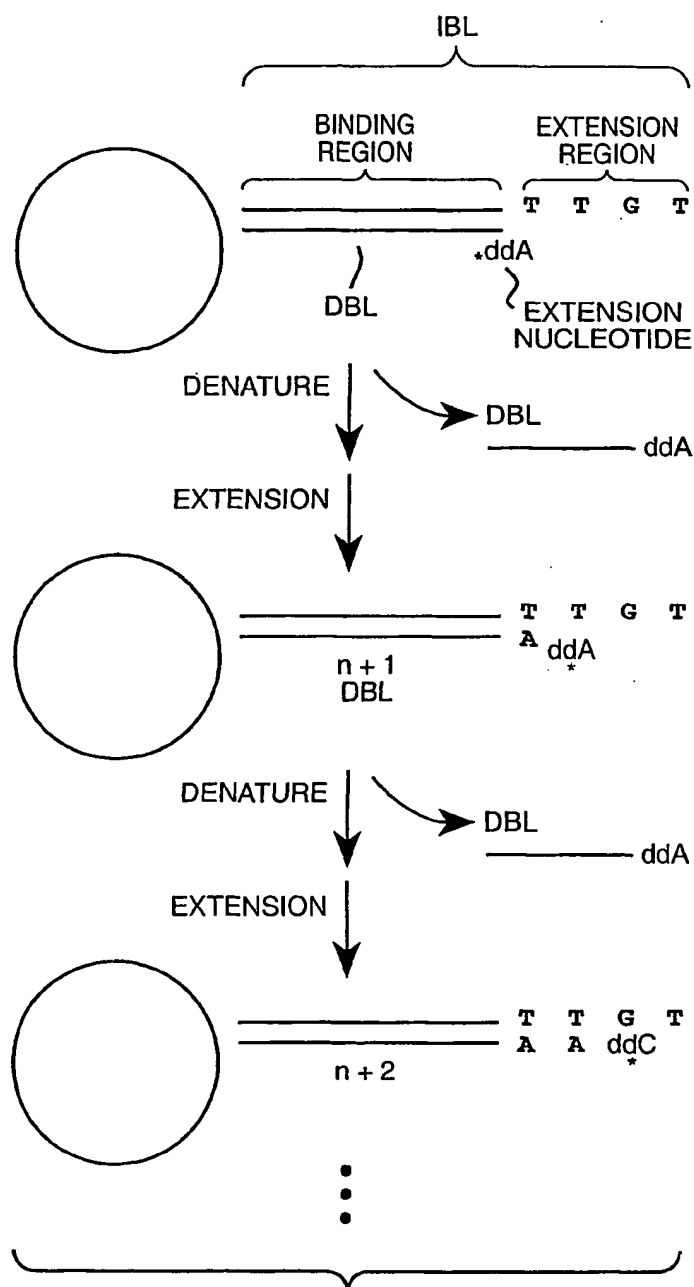 IBL
BINDING
REGION
EXTENSION
REGION
T T G T
*ddA
DBL
EXTENSION
NUCLEOTIDE
DENATURE
DBL
ddA
EXTENSION
T T G T
A ddA
*
n + 1
DBL
DENATURE
DBL
ddA
EXTENSION
T T G T
A A ddC
*
n + 2